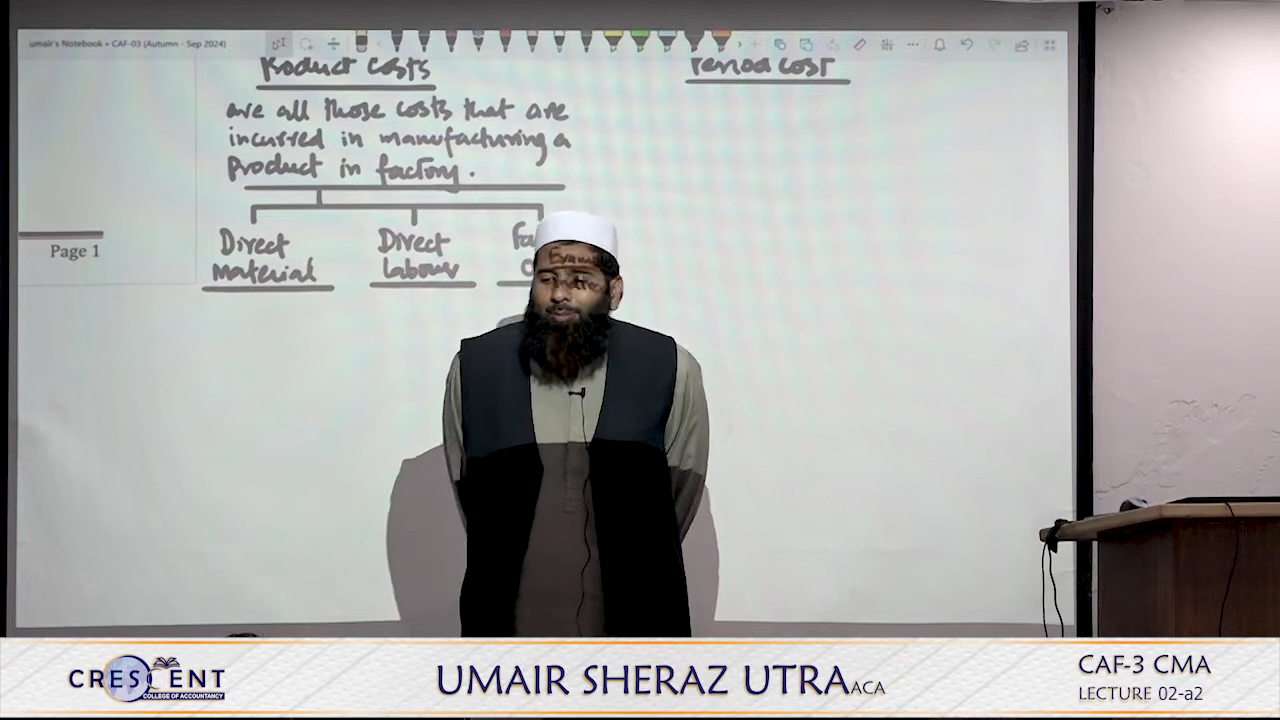 umair's Notebook » CAF-03 (Autumn - Sep 2024)
Product Costs
Period cost
are all those costs that are
incurred in manufacturing a
Product in factory.
Page 1
Direct
material
Direct
labour
Fa
O
CRESCENT
COLLEGE OF ACCOUNTANCY
UMAIR SHERAZ UTRA ACA
CAF-3 CMA
LECTURE 02-a2